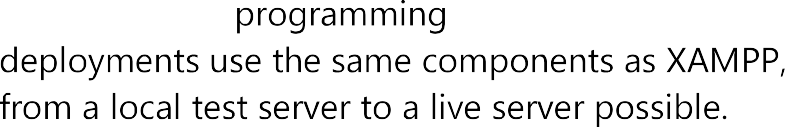 programming
deployments use the same components as XAMPP,
from a local test server to a live server possible.